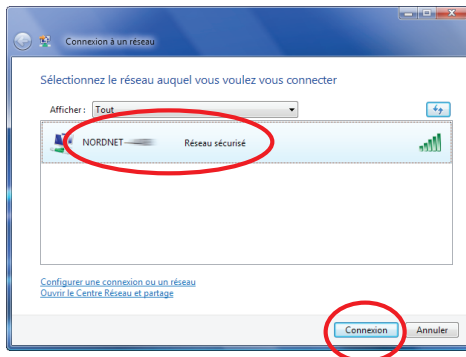 Connexion à un réseau
Sélectionnez le réseau auquel vous voulez vous connecter
Afficher : Tout
NORDNET Réseau sécurisé
Configurer une connexion ou un réseau
Ouvrir le Centre Réseau et partage
Connexion Annuler